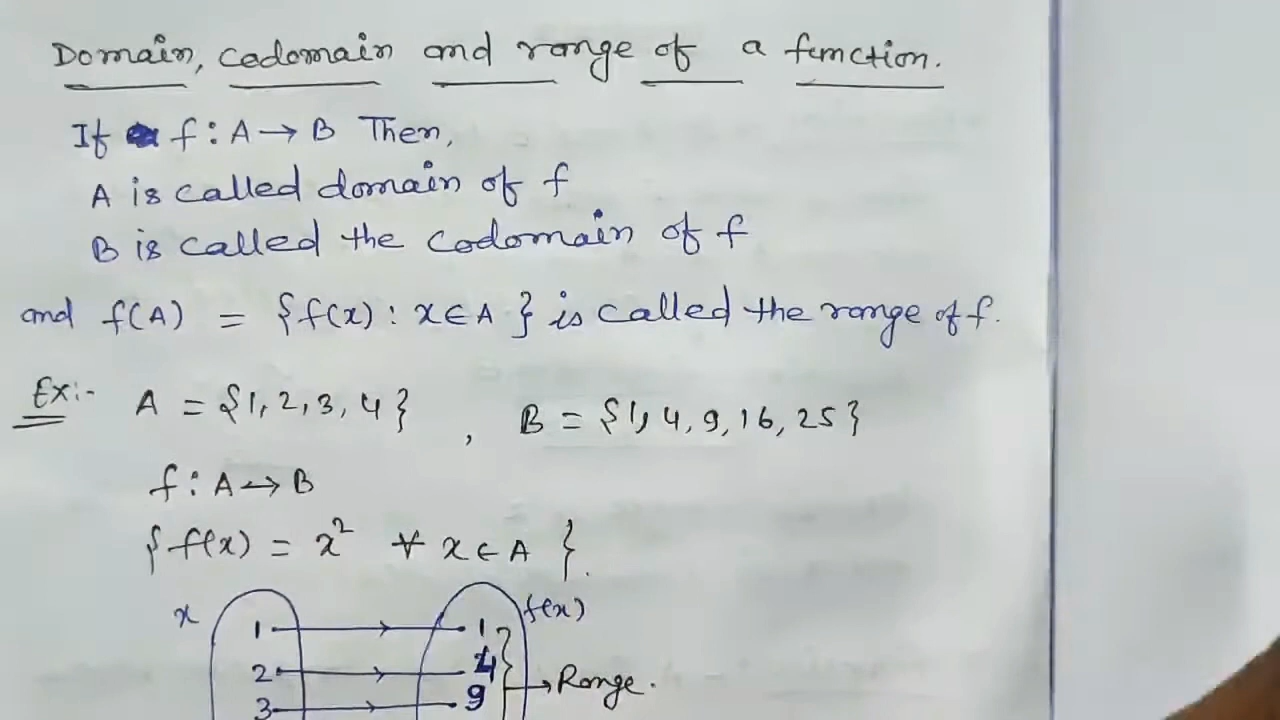 Domain, codomain and range of a function.
If f : A → B Then,
A is called domain of f
B is called the codomain of f
and f(A) = {f(x) : x ∈ A } is called the range of f.
Ex:- A = {1, 2, 3, 4} , B = {1, 4, 9, 16, 25}
f : A → B
{f(x) = x² ∀ x ∈ A }.
x f(x)
1 1
2 4
3 9 → Range.